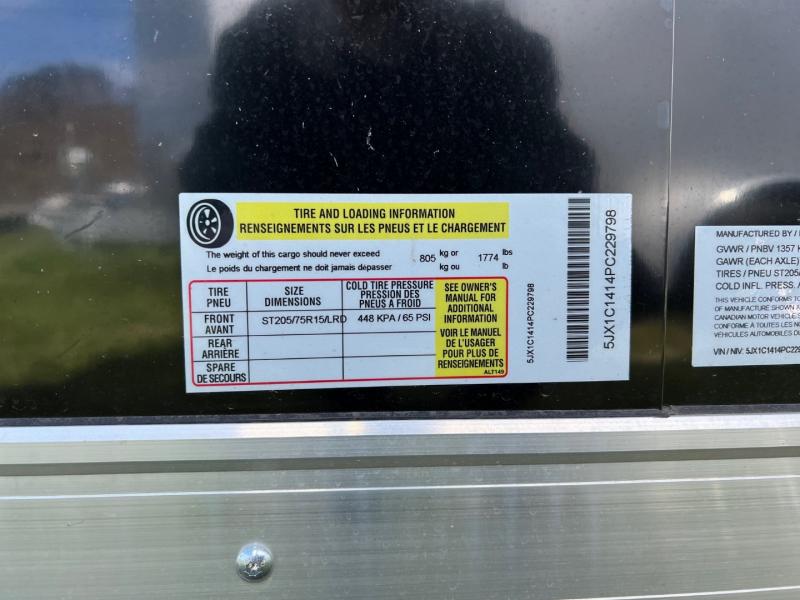 TIRE AND LOADING INFORMATION
RENSEIGNEMENTS SUR LES PNEUS ET LE CHARGEMENT
The weight of this cargo should never exceed 805 kg or 1774 lbs
Le poids du chargement ne doit jamais dépasser kg ou lb
TIRE
PNEU
SIZE
DIMENSIONS
COLD TIRE PRESSURE
PRESSION DES
PNEUS A FROID
FRONT
AVANT
ST205/75R15/LRD
448 KPA / 65 PSI
REAR
ARRIÈRE
SPARE
DE SECOURS
SEE OWNER'S
MANUAL FOR
ADDITIONAL
INFORMATION
VOIR LE MANUEL
DE L'USAGER
POUR PLUS DE
RENSEIGNEMENTS
ALT149
5JX1C1414PC229798
5JX1C1414PC229798
MANUFACTURED BY /
GVWR / PNBV 1357
GAWR (EACH AXLE)
TIRES / PNEU ST205/
COLD INFL. PRESS. /
THIS VEHICLE CONFORMS TO
OF MANUFACTURE SHOWN
CANADIAN MOTOR VEHICLE
CONFORME À TOUTES LES
VÉHICULES AUTOMOBILES DU
VIN / NIV: 5JX1C1414PC229